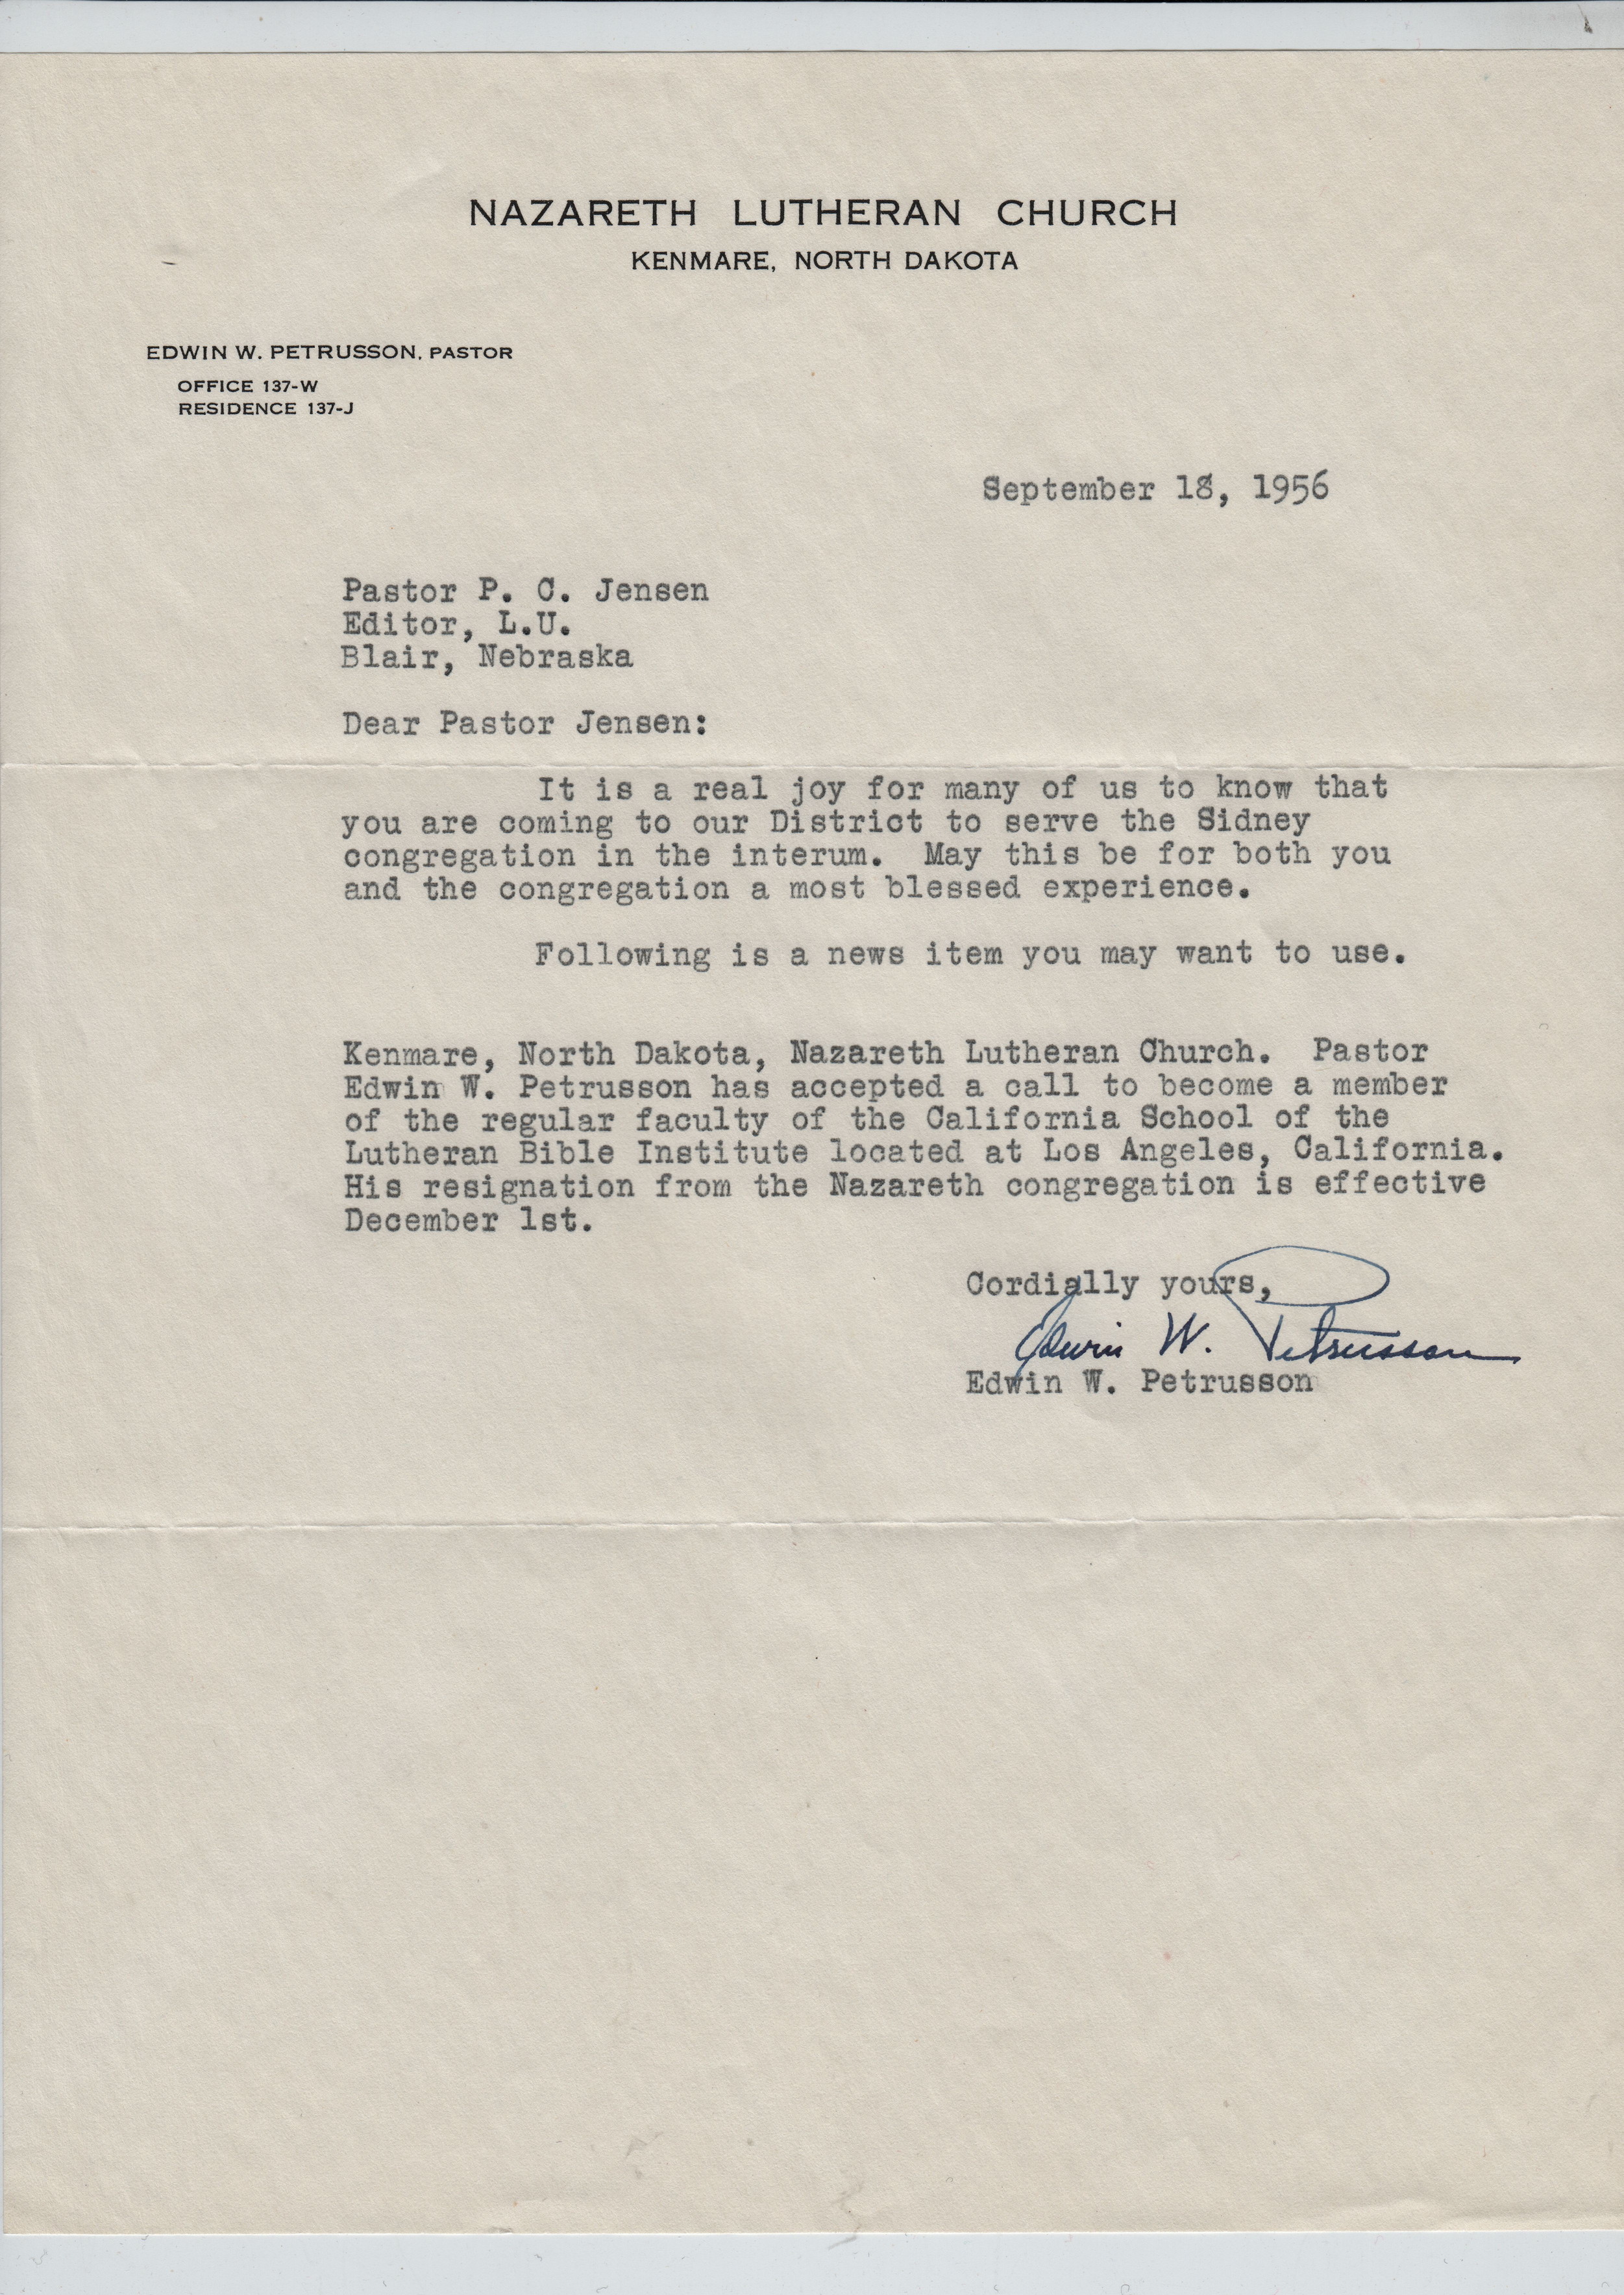 NAZARETH LUTHERAN CHURCH
KENMARE, NORTH DAKOTA
EDWIN W. PETRUSSON, PASTOR
OFFICE 137-W
RESIDENCE 137-J
September 18, 1956
Pastor P. C. Jensen
Editor, L.U.
Blair, Nebraska
Dear Pastor Jensen:
It is a real joy for many of us to know that
you are coming to our District to serve the Sidney
congregation in the interum. May this be for both you
and the congregation a most blessed experience.
Following is a news item you may want to use.
Kenmare, North Dakota, Nazareth Lutheran Church. Pastor
Edwin W. Petrusson has accepted a call to become a member
of the regular faculty of the California School of the
Lutheran Bible Institute located at Los Angeles, California.
His resignation from the Nazareth congregation is effective
December 1st.
Cordially yours,
Edwin W. Petrusson
Edwin W. Petrusson